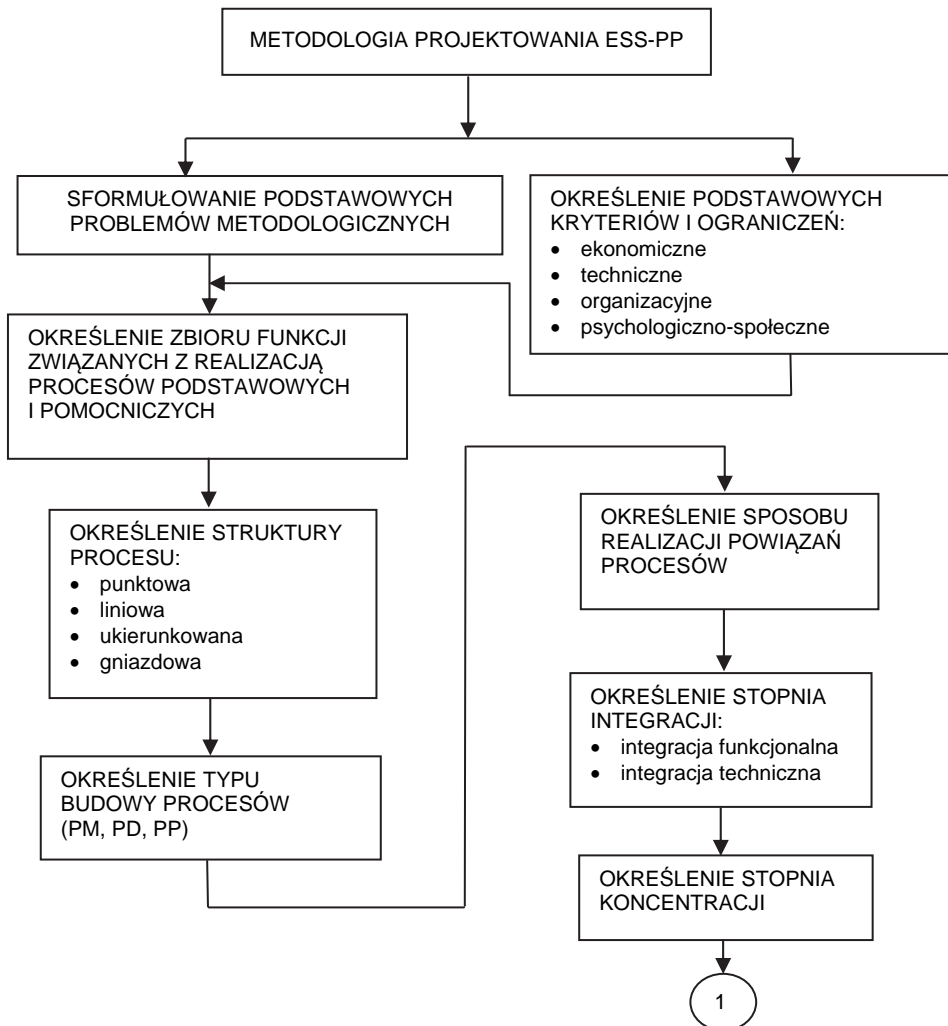 METODOLOGIA PROJEKTOWANIA ESS-PP
SFORMUŁOWANIE PODSTAWOWYCH
PROBLEMÓW METODOLOGICZNYCH
OKREŚLENIE PODSTAWOWYCH
KRYTERIÓW I OGRANICZEŃ:
• ekonomiczne
• techniczne
• organizacyjne
• psychologiczno-społeczne
OKREŚLENIE ZBIORU FUNKCJI
ZWIĄZANYCH Z REALIZACJĄ
PROCESÓW PODSTAWOWYCH
I POMOCNICZYCH
OKREŚLENIE STRUKTURY
PROCESU:
• punktowa
• liniowa
• ukierunkowana
• gniazdowa
OKREŚLENIE TYPU
BUDOWY PROCESÓW
(PM, PD, PP)
OKREŚLENIE SPOSOBU
REALIZACJI POWIĄZAŃ
PROCESÓW
OKREŚLENIE STOPNIA
INTEGRACJI:
• integracja funkcjonalna
• integracja techniczna
OKREŚLENIE STOPNIA
KONCENTRACJI
1